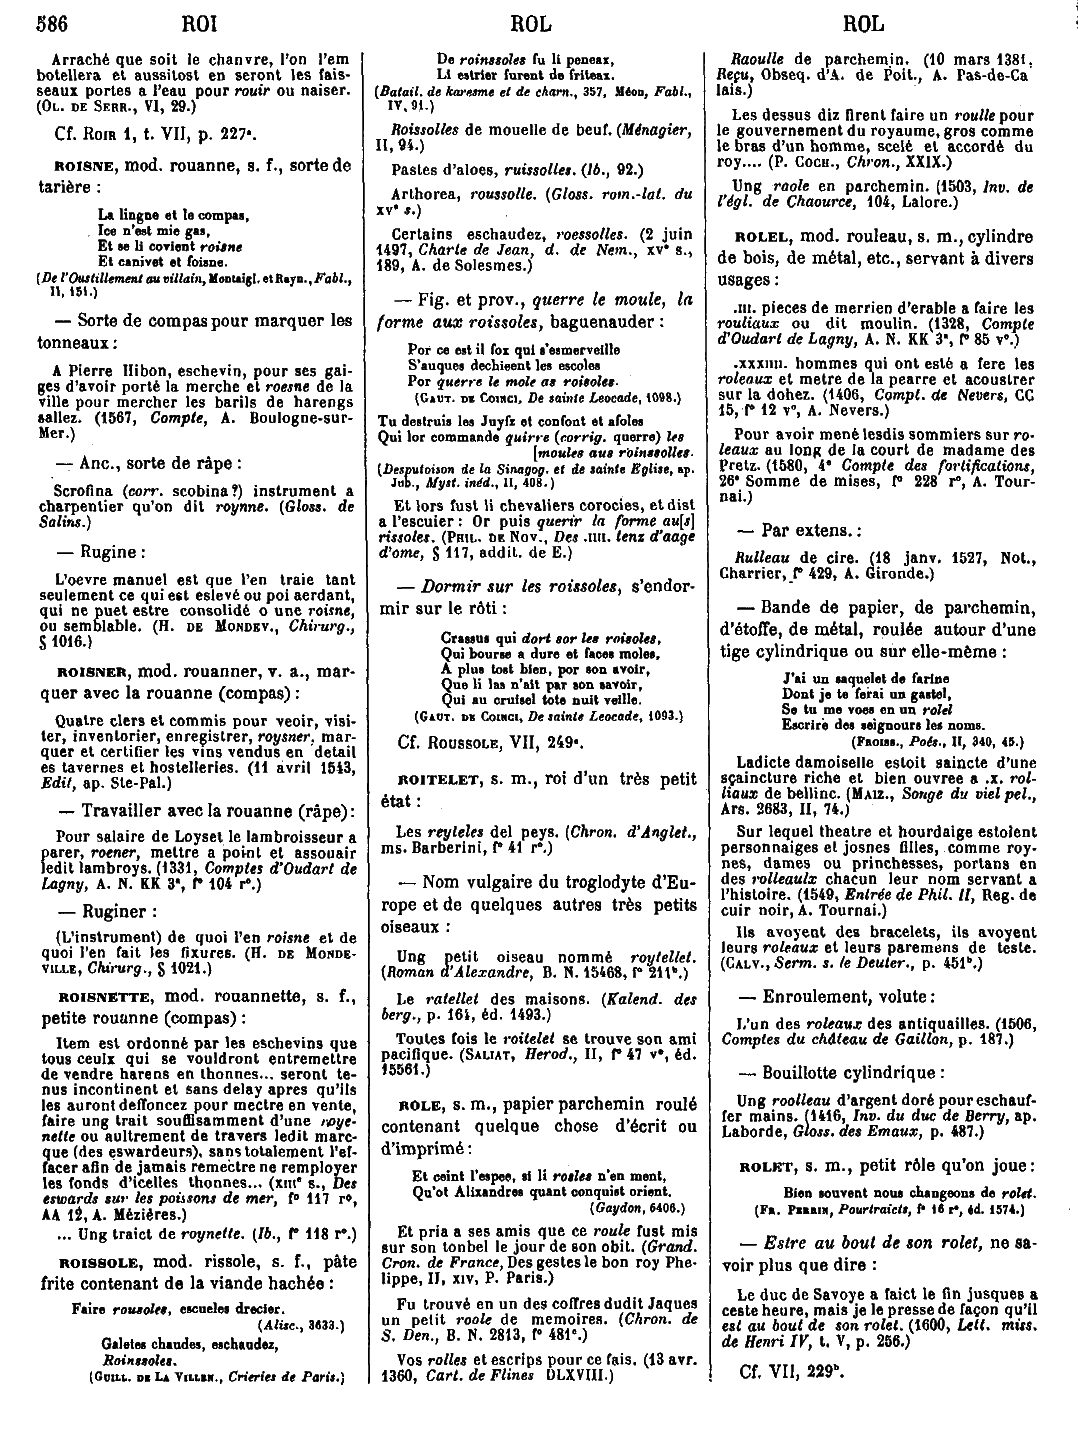 586 ROI ROL ROL
Arraché que soit le chanvre, l'on l'em
botellera et aussitost en seront les fais-
seaux portes a l'eau pour rouir ou naiser.
(OL. DE SERR., VI, 29.)
Cf. ROIR 1, t. VII, p. 227ᵃ.
ROISNE, mod. rouanne, s. f., sorte de
tarière :
La lingne et le compas,
Ice n'est mie gas,
Et se li covient roisne
Et canivet et foisne.
(De l'Oustillement au villain, Montaigl. et Rayn., Fabl.,
II, 151.)
— Sorte de compas pour marquer les
tonneaux :
A Pierre Hibon, eschevin, pour ses gai-
ges d'avoir porté la merche et roesne de la
ville pour mercher les barils de harengs
sallez. (1567, Compte, A. Boulogne-sur-
Mer.)
— Anc., sorte de râpe :
Scrofina (corr. scobina?) instrument a
charpentier qu'on dit roynne. (Gloss. de
Salins.)
— Rugine :
L'oevre manuel est que l'en traie tant
seulement ce qui est eslevé ou poi aerdant,
qui ne puet estre consolidé o une roisne,
ou semblable. (H. DE MONDEV., Chirurg.,
§ 1016.)
ROISNER, mod. rouanner, v. a., mar-
quer avec la rouanne (compas) :
Quatre clers et commis pour veoir, visi-
ter, inventorier, enregistrer, roysner, mar-
quer et certifier les vins vendus en detail
es tavernes et hostelleries. (11 avril 1543,
Edit, ap. Ste-Pal.)
— Travailler avec la rouanne (râpe) :
Pour salaire de Loyset le lambroisseur a
parer, roener, mettre a point et assouair
ledit lambroys. (1331, Comptes d'Oudart de
Lagny, A. N. KK 3ᵃ, fº 104 rº.)
— Ruginer :
(L'instrument) de quoi l'en roisne et de
quoi l'en fait les fixures. (H. DE MONDE-
VILLE, Chirurg., § 1021.)
ROISNETTE, mod. rouannette, s. f.,
petite rouanne (compas) :
Item est ordonné par les eschevins que
tous ceulx qui se vouldront entremettre
de vendre harens en thonnes... seront te-
nus incontinent et sans delay apres qu'ils
les auront deffoncez pour mectre en vente,
faire ung trait souffisamment d'une roye-
nette ou aultrement de travers ledit marc-
que (des eswardeurs), sans totalement l'ef-
facer afin de jamais remectre ne remployer
les fonds d'icelles thonnes... (XIIIᵉ s., Des
eswards sur les poissons de mer, fº 117 rº,
AA 12, A. Mézières.)
... Ung traict de roynette. (Ib., fº 118 rº.)
ROISSOLE, mod. rissole, s. f., pâte
frite contenant de la viande hachée :
Faire rousoles, escueles drecier.
(Alisc., 3633.)
Galetes chaudes, eschaudez,
Roinssoles.
(GUILL. DE LA VILLEN., Crieries de Paris.)
De roinssoles fu li peneax,
Li estrier furent de friteax.
(Batail. de karesme et de charn., 357, Méon, Fabl.,
IV, 91.)
Roissolles de mouelle de beuf. (Ménagier,
II, 94.)
Pastes d'aloes, ruissolles. (Ib., 92.)
Arthorea, roussolle. (Gloss. rom.-lat. du
XVᵉ s.)
Certains eschaudez, roessolles. (2 juin
1497, Charte de Jean, d. de Nem., XVᵉ s.,
189, A. de Solesmes.)
— Fig. et prov., querre le moule, la
forme aux roissoles, baguenauder :
Por ce est il fox qui s'esmerveille
S'auques dechieent les escoles
Por querre le mole as roisoles.
(GAUT. DE COINCI, De sainte Leocade, 1098.)
Tu destruis les Juyfz et confont et afoles
Qui lor commande quirre (corrig. querre) les
[moules aus roinssolles.
(Desputoison de la Sinagog. et de sainte Eglise, ap.
Jub., Myst. inéd., II, 408.)
Et lors fust li chevaliers corocies, et dist
a l'escuier : Or puis querir la forme au[s]
rissoles. (PHIL. DE NOV., Des .IIII. tenz d'aage
d'ome, § 117, addit. de E.)
— Dormir sur les roissoles, s'endor-
mir sur le rôti :
Crassus qui dort sor les roisoles,
Qui bourse a dure et faces moles,
A plus tost bien, por son avoir,
Que li las n'ait par son savoir,
Qui au cruisel tote nuit veille.
(GAUT. DE COINCI, De sainte Leocade, 1093.)
Cf. ROUSSOLE, VII, 249ᵃ.
ROITELET, s. m., roi d'un très petit
état :
Les reyteles del peys. (Chron. d'Anglet.,
ms. Barberini, fº 41 rº.)
— Nom vulgaire du troglodyte d'Eu-
rope et de quelques autres très petits
oiseaux :
Ung petit oiseau nommé roytellet.
(Roman d'Alexandre, B. N. 15468, fº 211ᵇ.)
Le ratellet des maisons. (Kalend. des
berg., p. 164, éd. 1493.)
Toutes fois le roitelet se trouve son ami
pacifique. (SALIAT, Herod., II, fº 47 vº, éd.
15561.)
ROLE, s. m., papier parchemin roulé
contenant quelque chose d'écrit ou
d'imprimé :
Et ceint l'espee, si li rosles n'en ment,
Qu'ot Alixandres quant conquist orient.
(Gaydon, 6406.)
Et pria a ses amis que ce roule fust mis
sur son tonbel le jour de son obit. (Grand.
Cron. de France, Des gestes le bon roy Phe-
lippe, II, XIV, P. Paris.)
Fu trouvé en un des coffres dudit Jaques
un petit roole de memoires. (Chron. de
S. Den., B. N. 2813, fº 481ᶜ.)
Vos rolles et escrips pour ce fais. (13 avr.
1360, Cart. de Flines DLXVIII.)
Raoulle de parchemin. (10 mars 1381,
Reçu, Obseq. d'A. de Poit., A. Pas-de-Ca
lais.)
Les dessus diz firent faire un roulle pour
le gouvernement du royaume, gros comme
le bras d'un homme, scelé et accordé du
roy.... (P. COCH., Chron., XXIX.)
Ung raole en parchemin. (1503, Inv. de
l'égl. de Chaource, 104, Lalore.)
ROLEL, mod. rouleau, s. m., cylindre
de bois, de métal, etc., servant à divers
usages :
.III. pieces de merrien d'erable a faire les
rouliaux ou dit moulin. (1328, Compte
d'Oudart de Lagny, A. N. KK 3ᵃ, fº 85 vº.)
.XXXIIII. hommes qui ont esté a fere les
roleaux et metre de la pearre et acoustrer
sur la dohez. (1406, Compt. de Nevers, CC
15, fº 12 vº, A. Nevers.)
Pour avoir mené lesdis sommiers sur ro-
leaux au long de la court de madame des
Pretz. (1580, 4ᵉ Compte des fortifications,
26ᵉ Somme de mises, fº 228 rº, A. Tour-
nai.)
— Par extens. :
Rulleau de cire. (18 janv. 1527, Not.,
Charrier, fº 429, A. Gironde.)
— Bande de papier, de parchemin,
d'étoffe, de métal, roulée autour d'une
tige cylindrique ou sur elle-même :
J'ai un saquelet de farine
Dont je te ferai un gastel,
Se tu me voes en un rolel
Escrire des seignours les noms.
(FROISS., Poés., II, 340, 45.)
Ladicte damoiselle estoit saincte d'une
sçaincture riche et bien ouvree a .X. rol-
liaux de bellinc. (MAIZ., Songe du viel pel.,
Ars. 2683, II, 74.)
Sur lequel theatre et hourdaige estoient
personnaiges et josnes filles, comme roy-
nes, dames ou princhesses, portans en
des rolleaulx chacun leur nom servant a
l'histoire. (1549, Entrée de Phil. II, Reg. de
cuir noir, A. Tournai.)
Ils avoyent des bracelets, ils avoyent
leurs roleaux et leurs paremens de teste.
(CALV., Serm. s. le Deuter., p. 451ᵇ.)
— Enroulement, volute :
L'un des roleaux des antiquailles. (1506,
Comptes du château de Gaillon, p. 187.)
— Bouillotte cylindrique :
Ung roolleau d'argent doré pour eschauf-
fer mains. (1416, Inv. du duc de Berry, ap.
Laborde, Gloss. des Emaux, p. 487.)
ROLET, s. m., petit rôle qu'on joue :
Bien souvent nous changeons de rolet.
(FR. PERRIN, Pourtraicts, fº 16 rº, éd. 1574.)
— Estre au bout de son rolet, ne sa-
voir plus que dire :
Le duc de Savoye a faict le fin jusques a
ceste heure, mais je le presse de façon qu'il
est au bout de son rolet. (1600, Lett. miss.
de Henri IV, t. V, p. 256.)
Cf. VII, 229ᵇ.